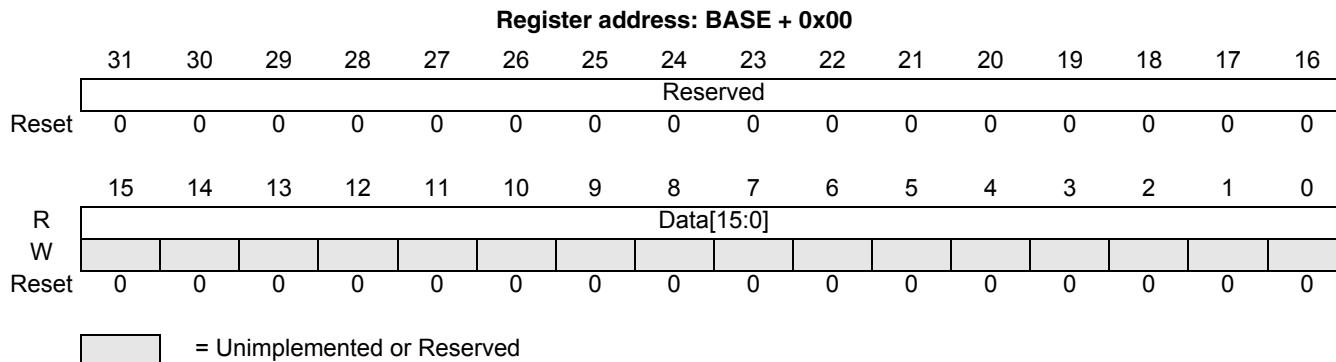 Register address: BASE + 0x00
31 30 29 28 27 26 25 24 23 22 21 20 19 18 17 16
Reserved
Reset 0 0 0 0 0 0 0 0 0 0 0 0 0 0 0 0
15 14 13 12 11 10 9 8 7 6 5 4 3 2 1 0
R Data[15:0]
W
Reset 0 0 0 0 0 0 0 0 0 0 0 0 0 0 0 0
= Unimplemented or Reserved